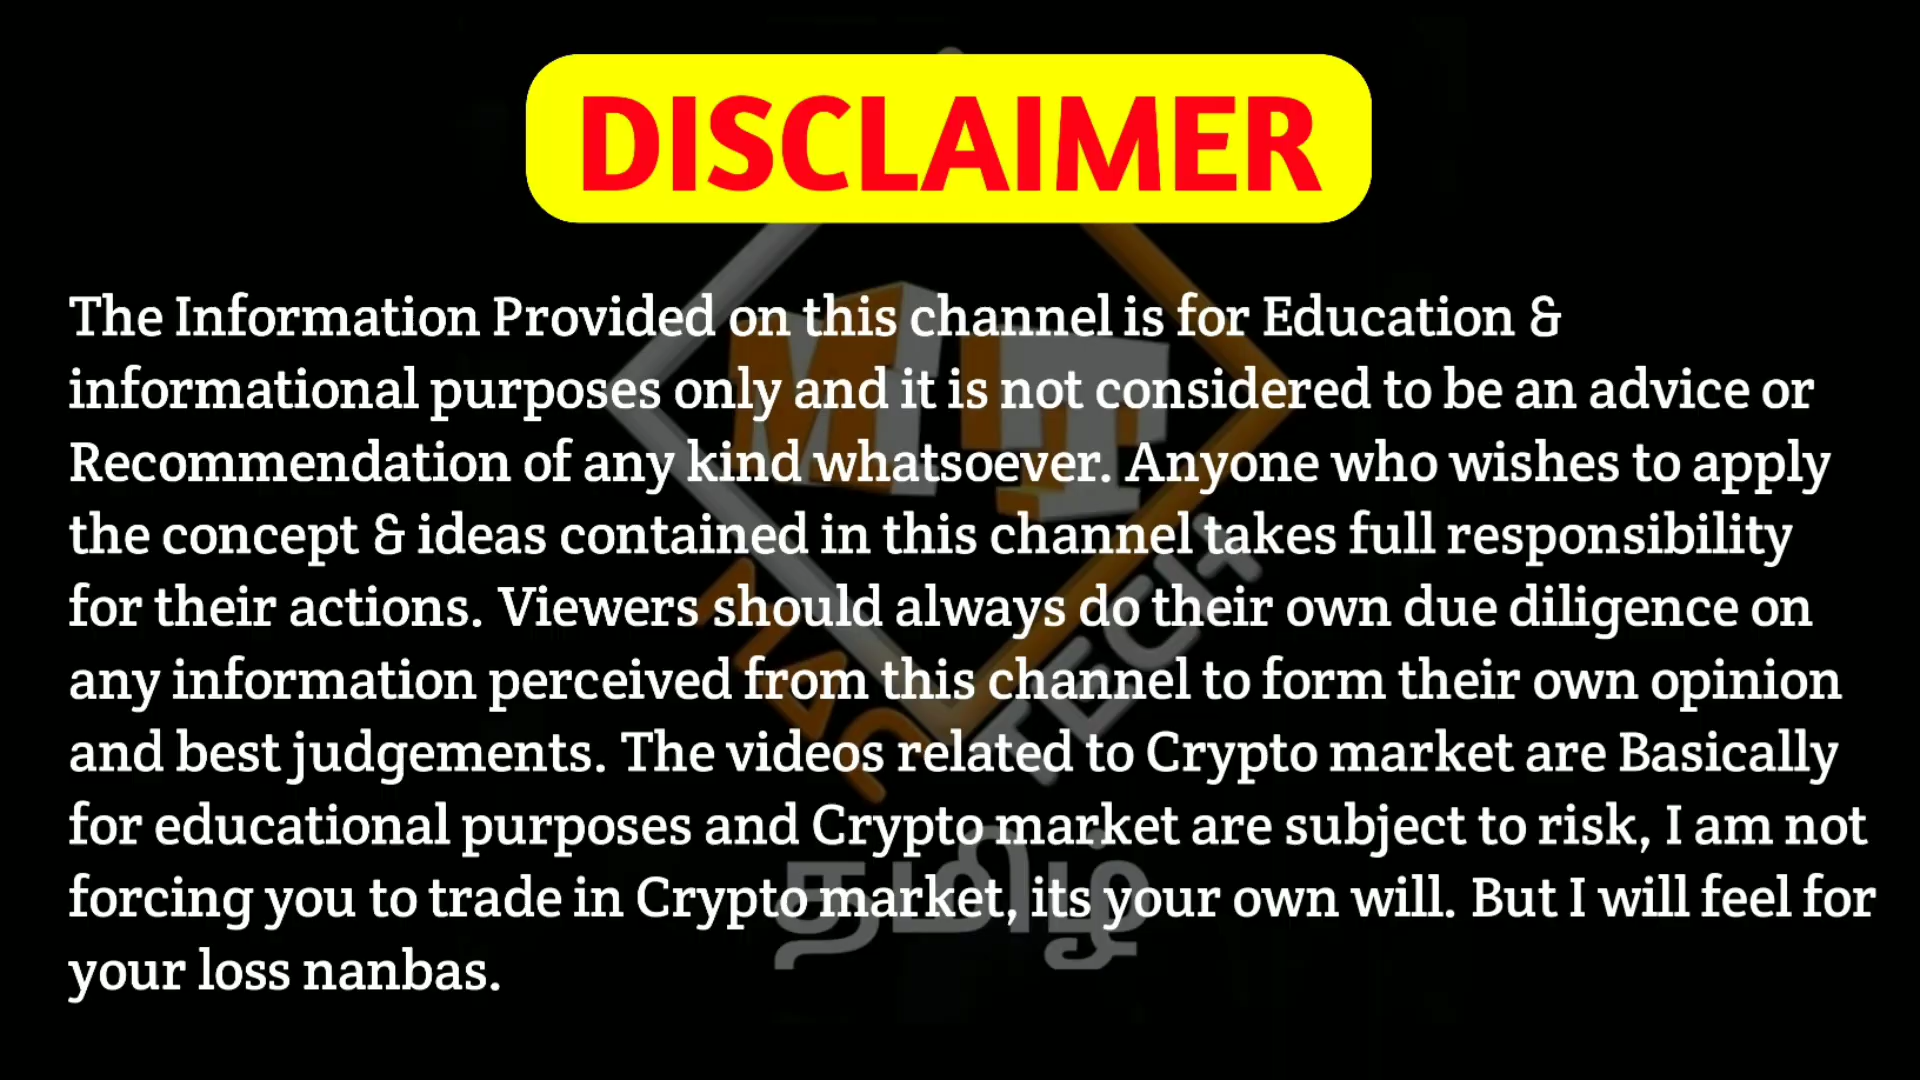 DISCLAIMER
The Information Provided on this channel is for Education &
informational purposes only and it is not considered to be an advice or
Recommendation of any kind whatsoever. Anyone who wishes to apply
the concept & ideas contained in this channel takes full responsibility
for their actions. Viewers should always do their own due diligence on
any information perceived from this channel to form their own opinion
and best judgements. The videos related to Crypto market are Basically
for educational purposes and Crypto market are subject to risk, I am not
forcing you to trade in Crypto market, its your own will. But I will feel for
your loss nanbas.
MT
TECH
தமிழ்